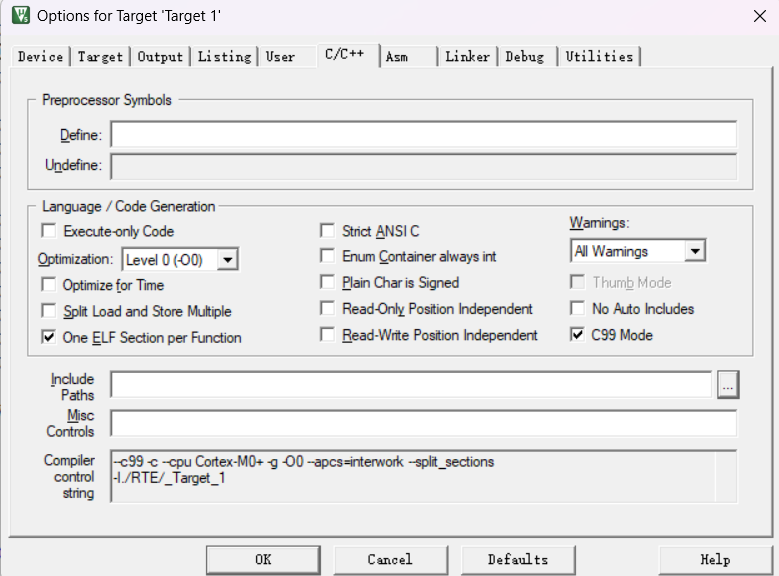 Options for Target 'Target 1'
Device Target Output Listing User C/C++ Asm Linker Debug Utilities
Preprocessor Symbols
Define:
Undefine:
Language / Code Generation
Execute-only Code
Optimization: Level 0 (-O0)
Optimize for Time
Split Load and Store Multiple
One ELF Section per Function
Strict ANSI C
Enum Container always int
Plain Char is Signed
Read-Only Position Independent
Read-Write Position Independent
Warnings:
All Warnings
Thumb Mode
No Auto Includes
C99 Mode
Include
Paths
...
Misc
Controls
Compiler
control
string
--c99 -c --cpu Cortex-M0+ -g -O0 --apcs=interwork --split_sections
-I./RTE/_Target_1
OK Cancel Defaults Help